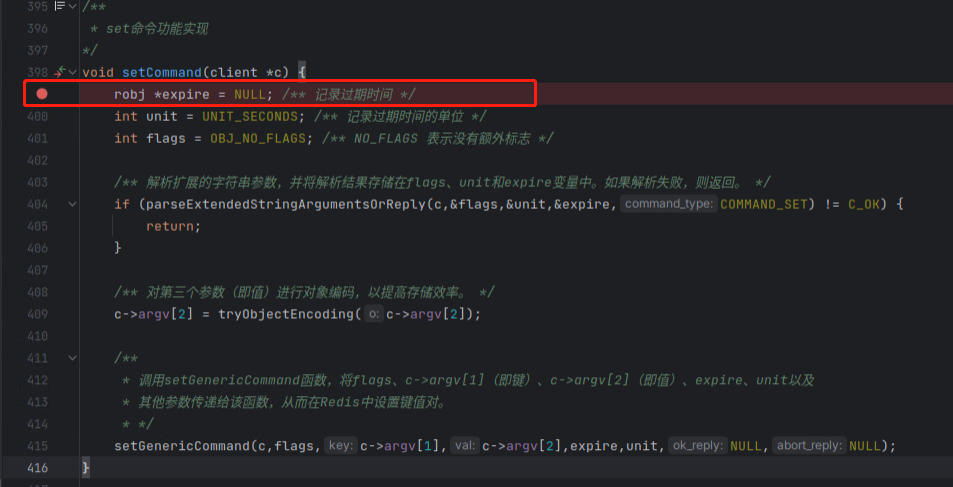 395 /**
396 * set命令功能实现
397 */
398 void setCommand(client *c) {
robj *expire = NULL; /** 记录过期时间 */
400 int unit = UNIT_SECONDS; /** 记录过期时间的单位 */
401 int flags = OBJ_NO_FLAGS; /** NO_FLAGS 表示没有额外标志 */
402
403 /** 解析扩展的字符串参数，并将解析结果存储在flags、unit和expire变量中。如果解析失败，则返回。 */
404 if (parseExtendedStringArgumentsOrReply(c,&flags,&unit,&expire, command_type: COMMAND_SET) != C_OK) {
405 return;
406 }
407
408 /** 对第三个参数（即值）进行对象编码，以提高存储效率。 */
409 c->argv[2] = tryObjectEncoding( o: c->argv[2]);
410
411 /**
412 * 调用setGenericCommand函数，将flags、c->argv[1]（即键）、c->argv[2]（即值）、expire、unit以及
413 * 其他参数传递给该函数，从而在Redis中设置键值对。
414 * */
415 setGenericCommand(c,flags, key: c->argv[1], val: c->argv[2],expire,unit, ok_reply: NULL, abort_reply: NULL);
416 }